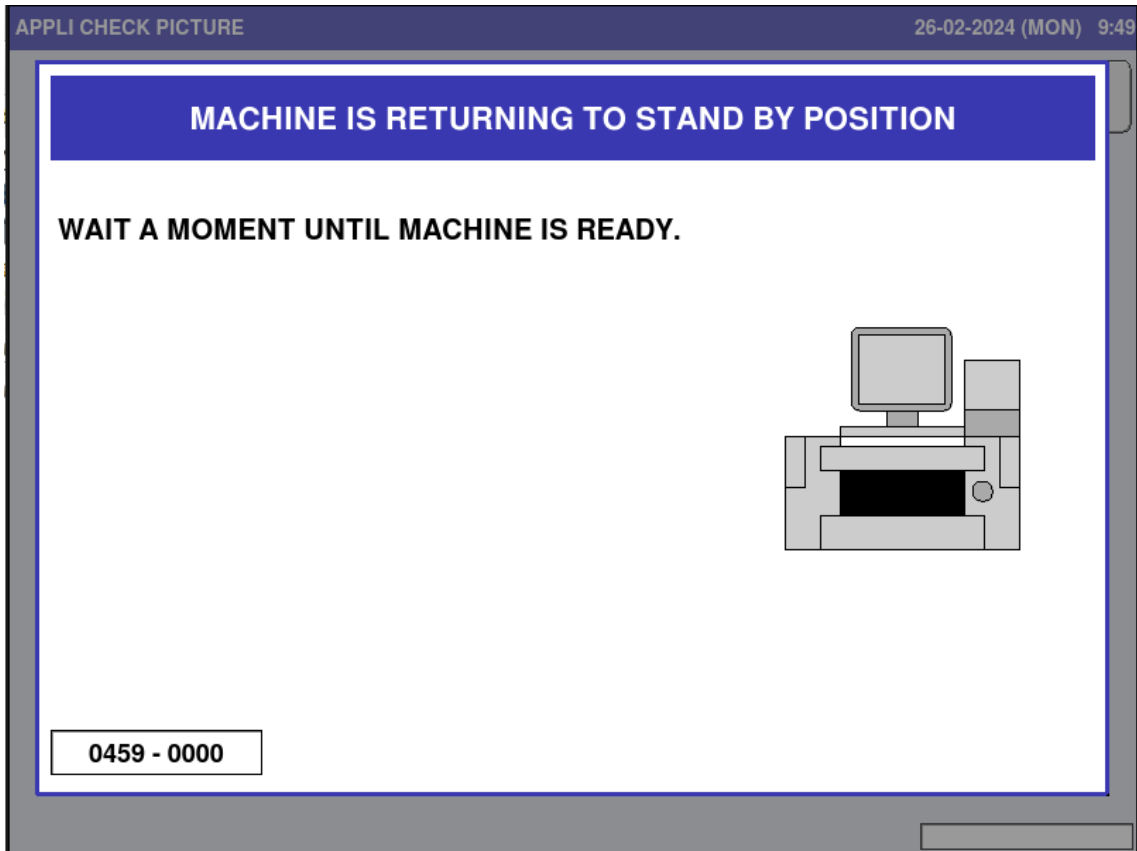 APPLI CHECK PICTURE 26-02-2024 (MON) 9:49
MACHINE IS RETURNING TO STAND BY POSITION
WAIT A MOMENT UNTIL MACHINE IS READY.
0459 - 0000